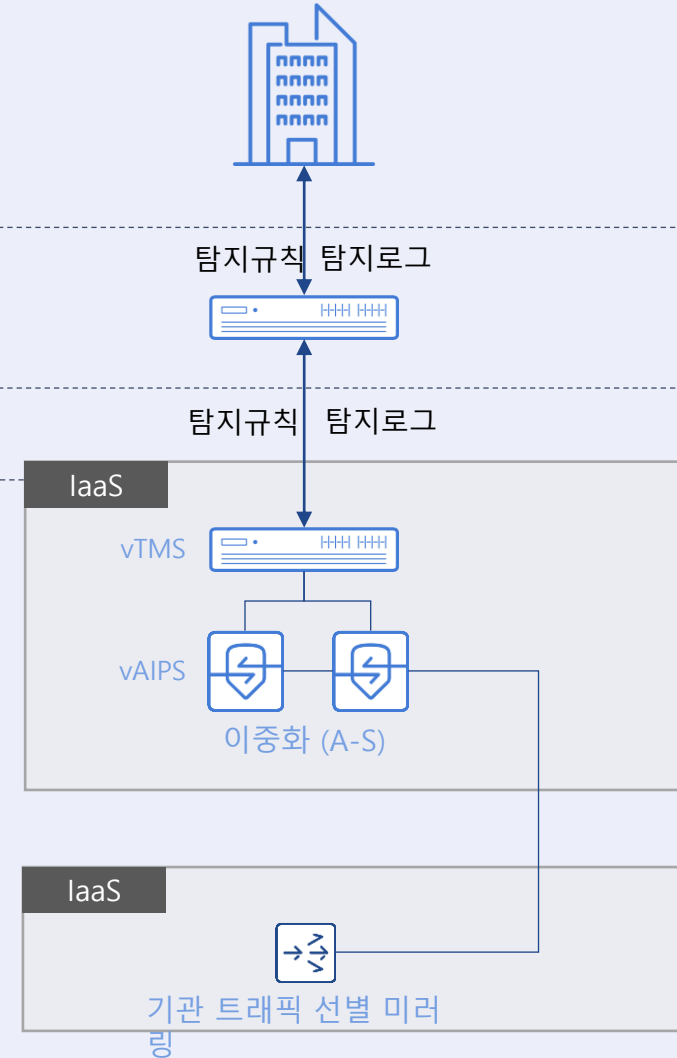 탐지규칙 탐지로그
탐지규칙 탐지로그
IaaS
vTMS
vAIPS
이중화 (A-S)
IaaS
기관 트래픽 선별 미러
링